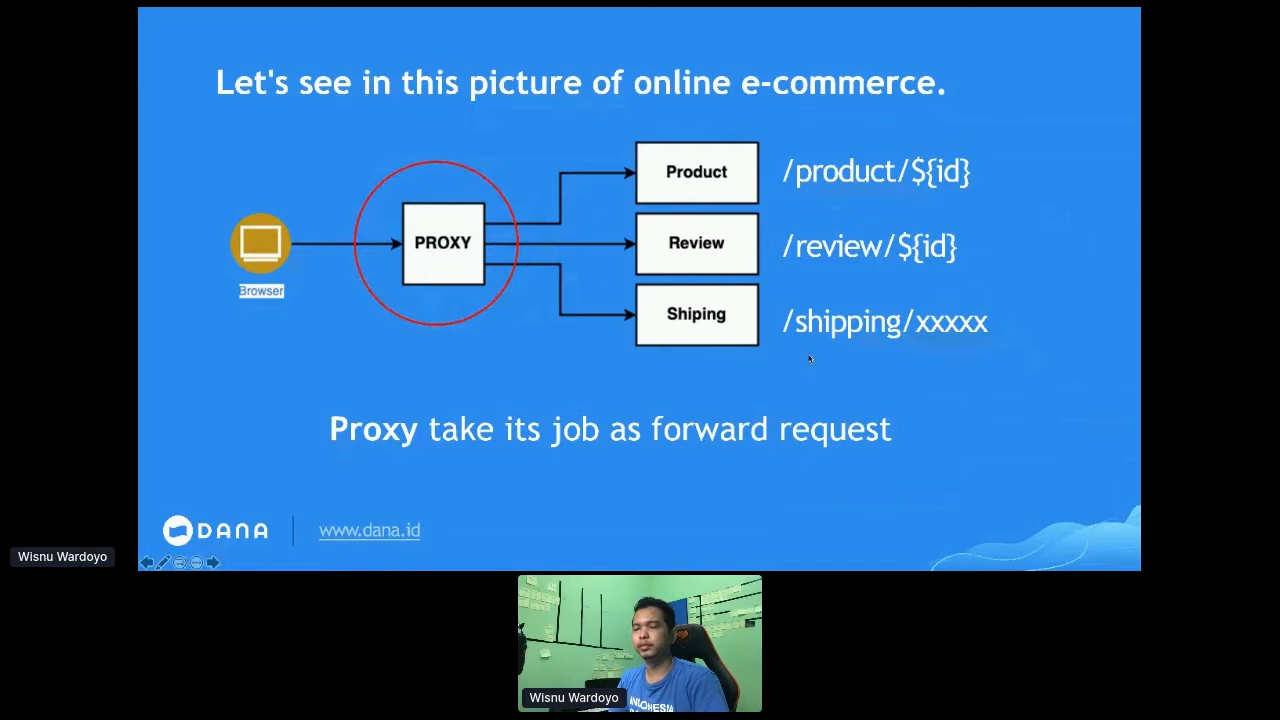 Let's see in this picture of online e-commerce.
Product
/product/${id}
Browser
PROXY
Review
/review/${id}
Shiping
/shipping/xxxxx
Proxy take its job as forward request
DANA
www.dana.id
Wisnu Wardoyo
Wisnu Wardoyo
INDONESIA